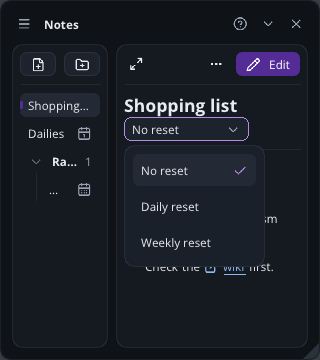 Notes
Edit
Shopping...
Dailies
Ra... 1
...
Shopping list
No reset
No reset
Daily reset
Weekly reset
Check the wiki first.